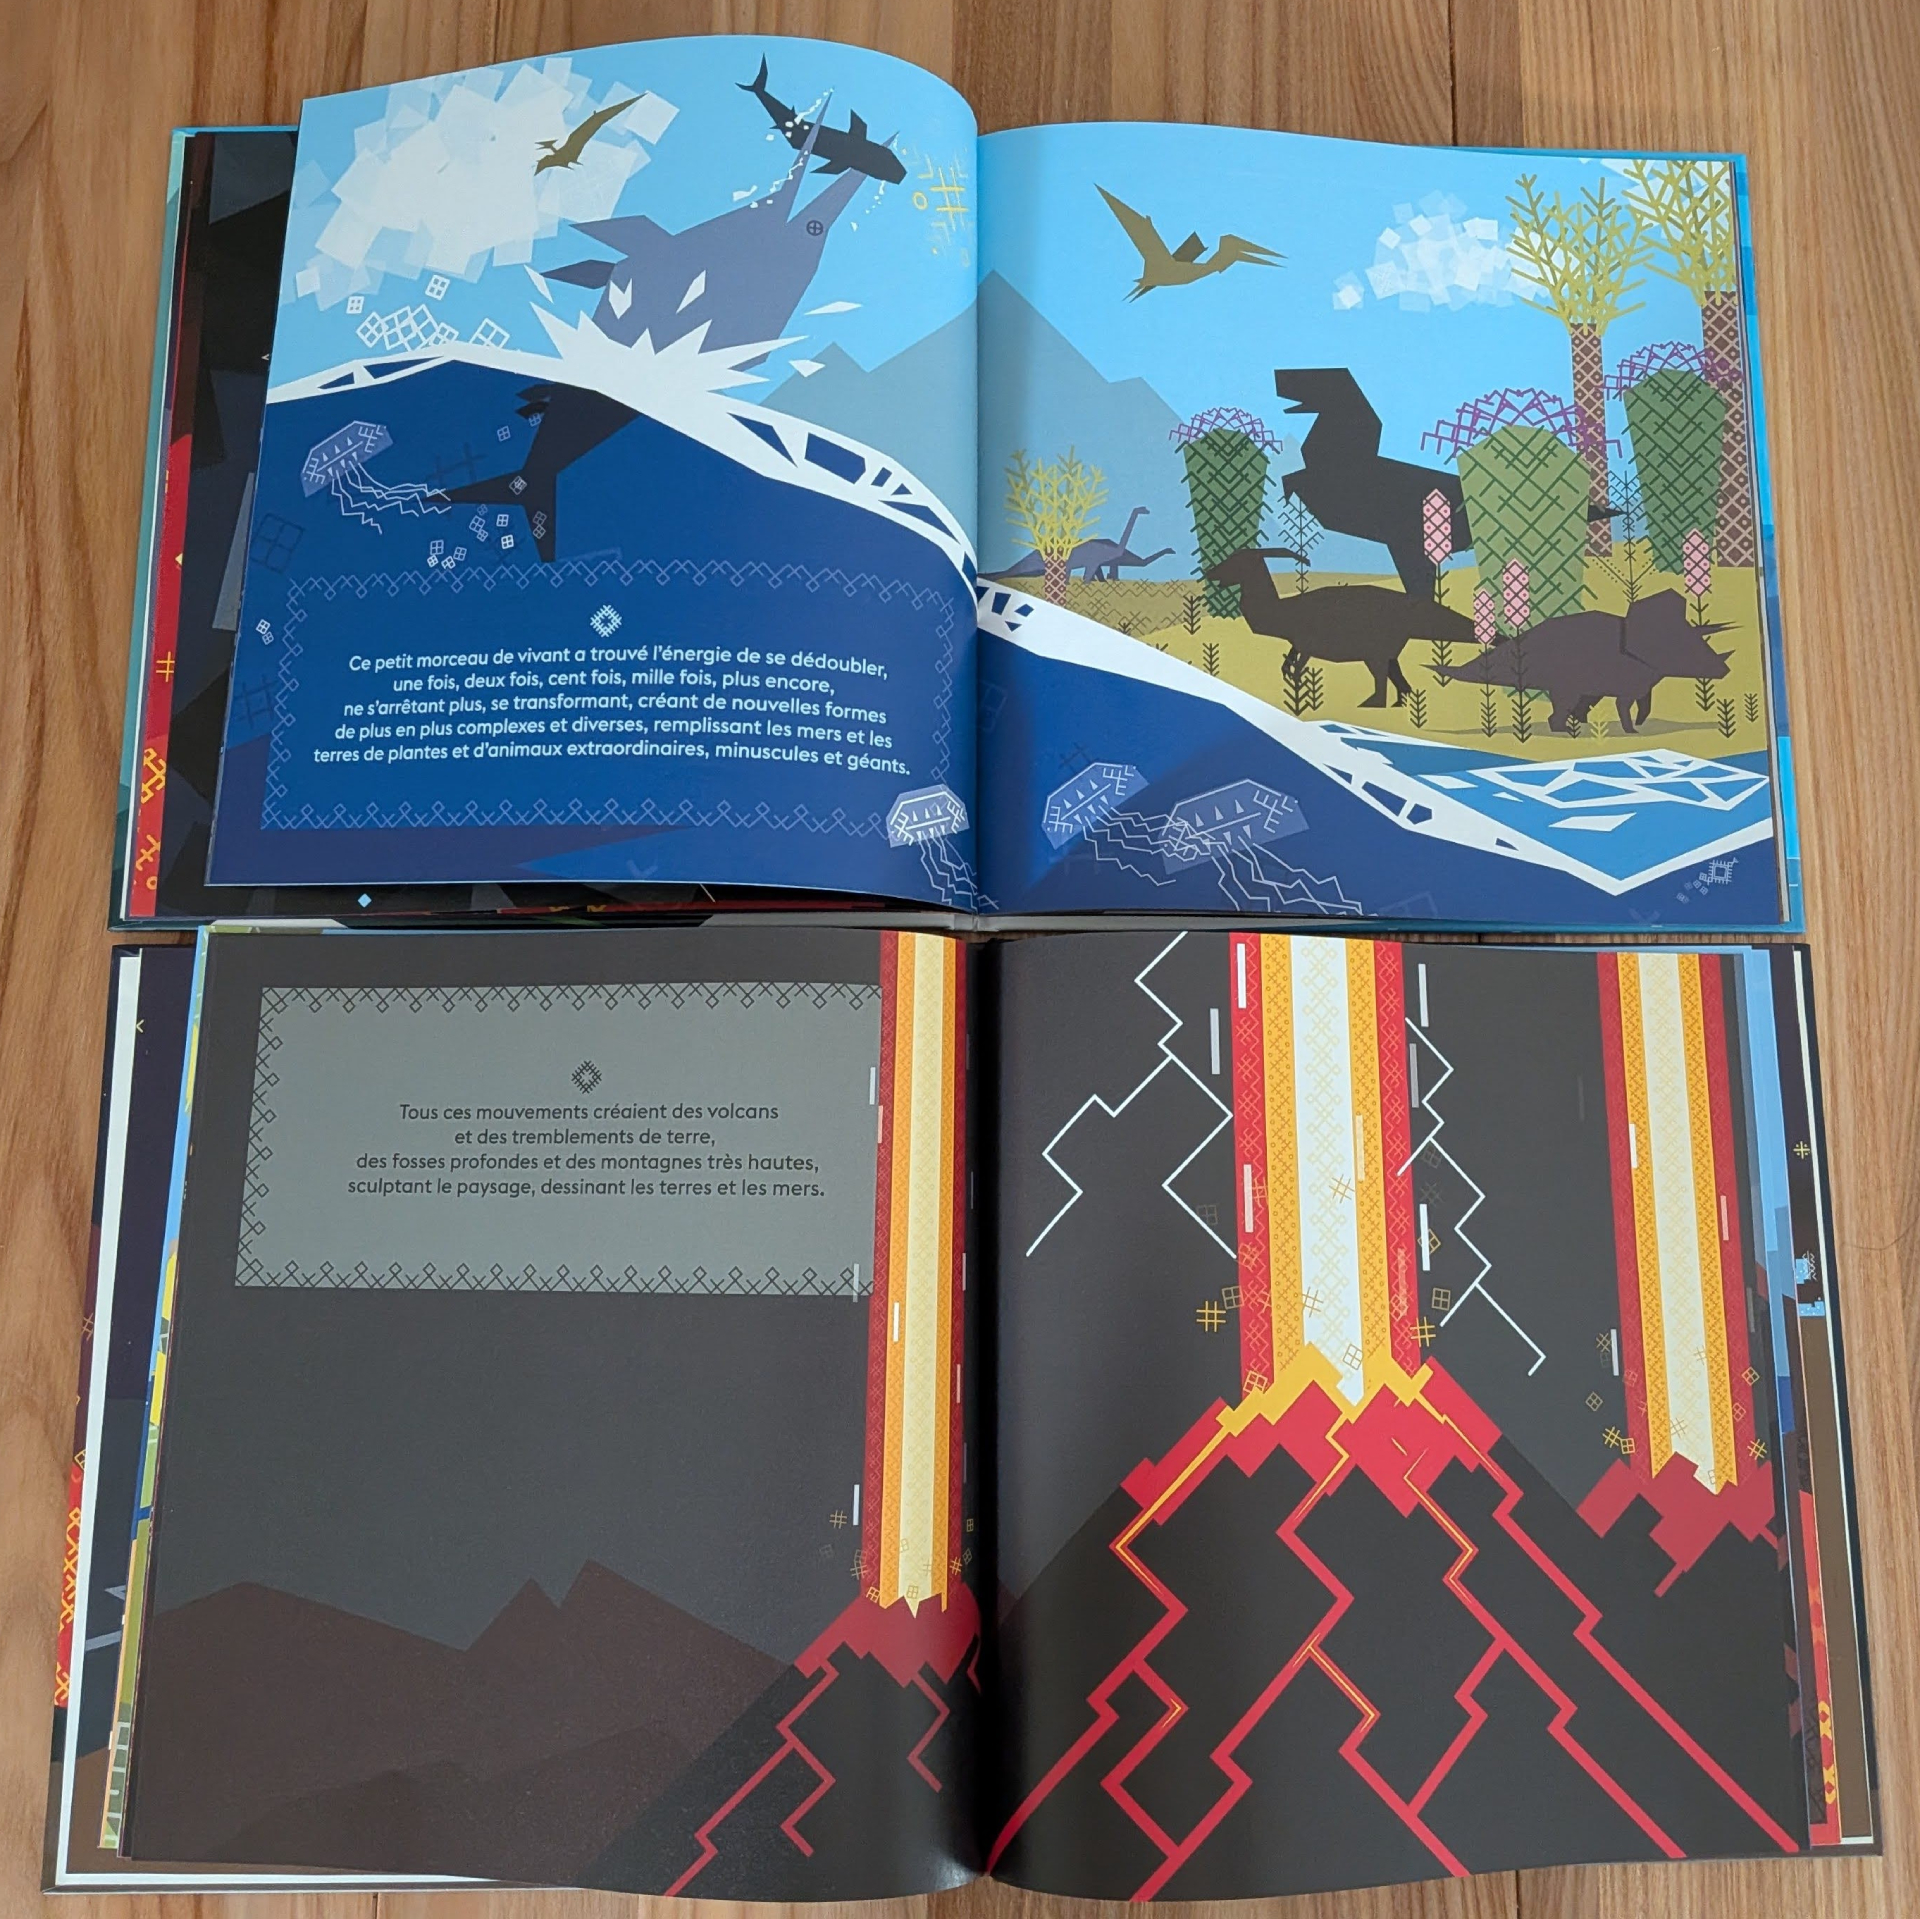 Ce petit morceau de vivant a trouvé l'énergie de se dédoubler,
une fois, deux fois, cent fois, mille fois, plus encore,
ne s'arrêtant plus, se transformant, créant de nouvelles formes
de plus en plus complexes et diverses, remplissant les mers et les
terres de plantes et d'animaux extraordinaires, minuscules et géants.
Tous ces mouvements créaient des volcans
et des tremblements de terre,
des fosses profondes et des montagnes très hautes,
sculptant le paysage, dessinant les terres et les mers.